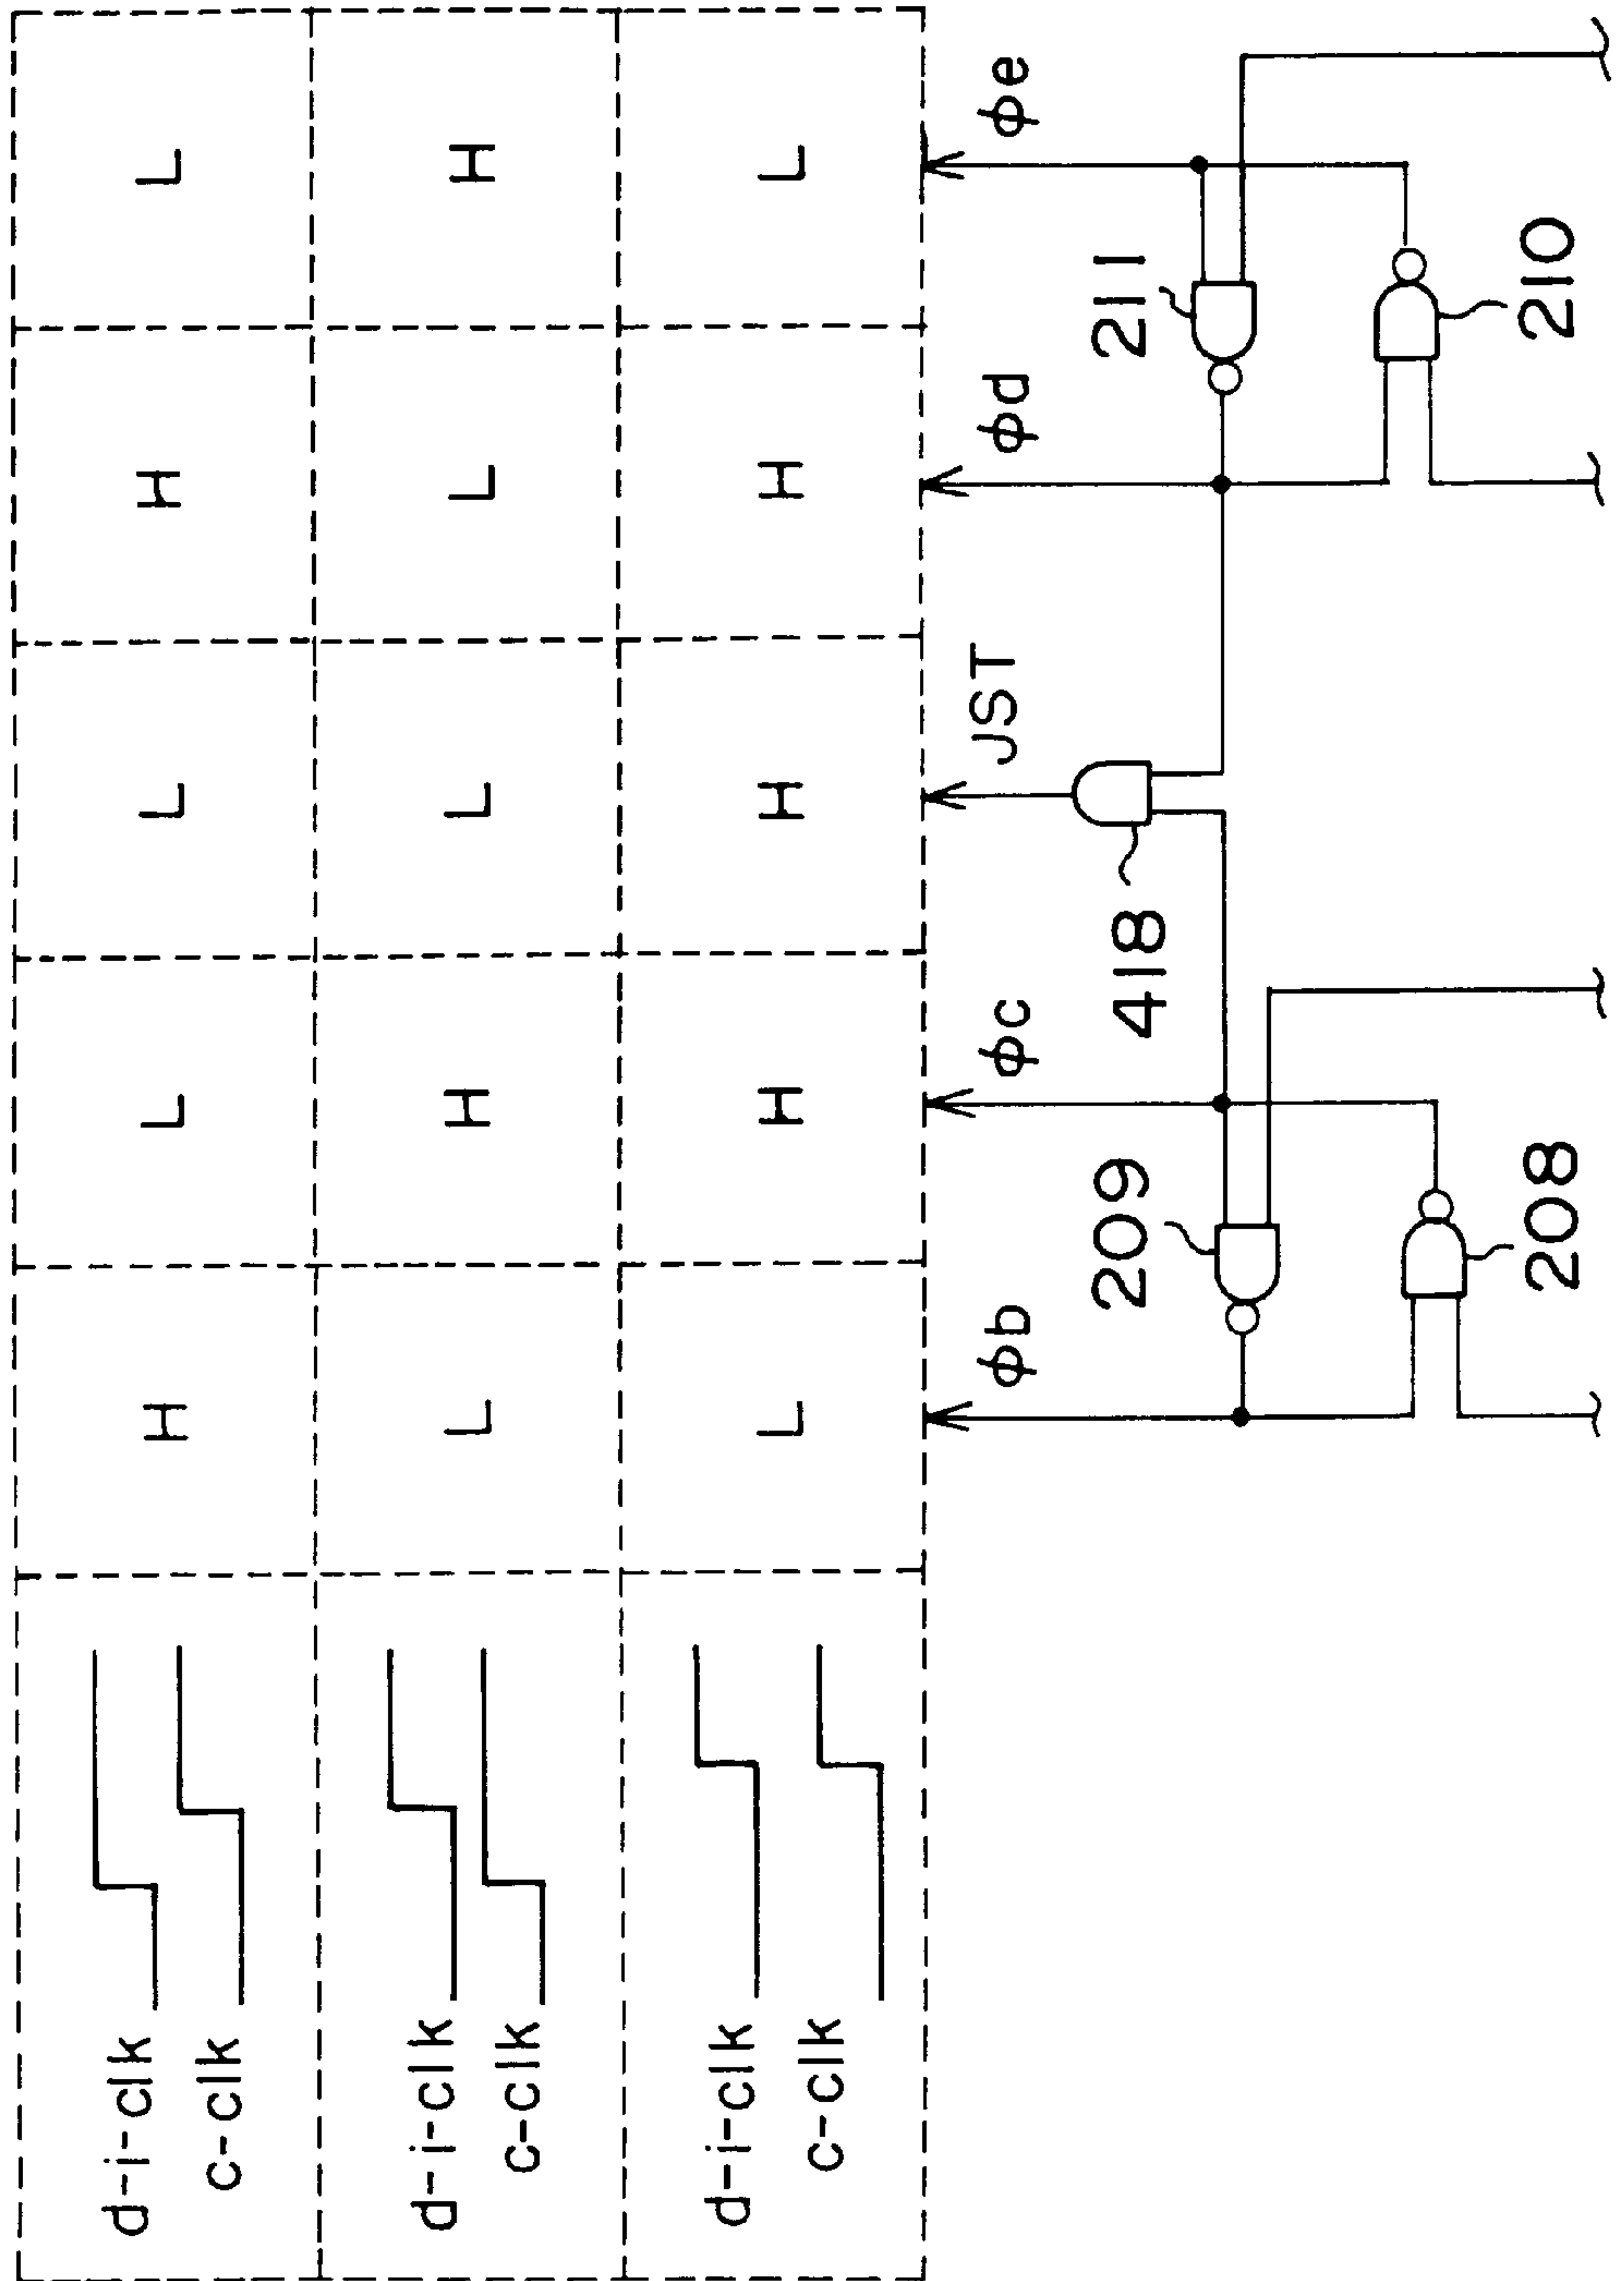 d-i-clk
c-clk
H L L H L
d-i-clk
c-clk
L H L L H
d-i-clk
c-clk
L H H H L
φb φc JST φd φe
209 418 211
208 210